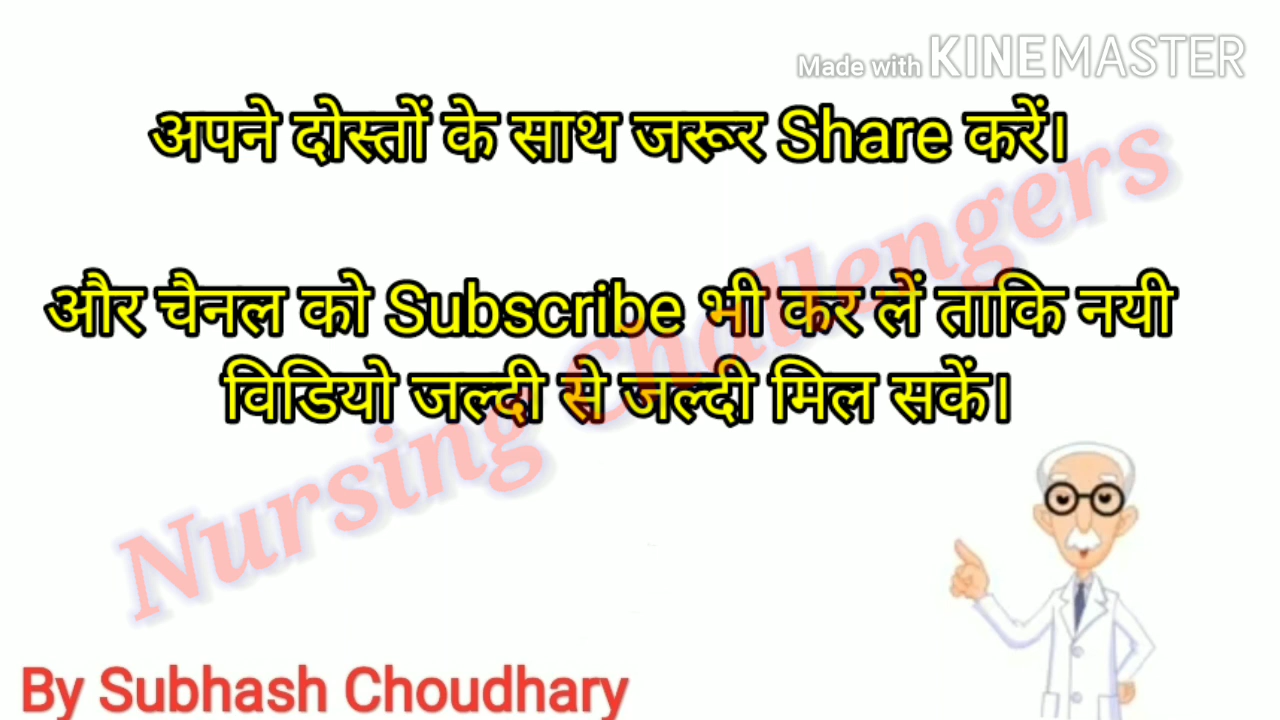 Made with KINEMASTER
अपने दोस्तों के साथ जरूर Share करें।
और चैनल को Subscribe भी कर लें ताकि नयी
विडियो जल्दी से जल्दी मिल सकें।
Nursing Challengers
By Subhash Choudhary